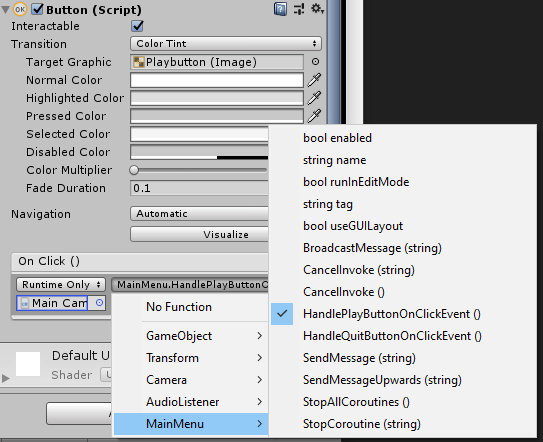 Button (Script)
Interactable
Transition Color Tint
Target Graphic Playbutton (Image)
Normal Color
Highlighted Color
Pressed Color
Selected Color
Disabled Color
Color Multiplier
Fade Duration 0.1
Navigation Automatic
Visualize
On Click ()
Runtime Only MainMenu.HandlePlayButtonO
Main Cam
Default U
Shader
No Function
GameObject
Transform
Camera
AudioListener
MainMenu
bool enabled
string name
bool runInEditMode
string tag
bool useGUILayout
BroadcastMessage (string)
CancelInvoke (string)
CancelInvoke ()
HandlePlayButtonOnClickEvent ()
HandleQuitButtonOnClickEvent ()
SendMessage (string)
SendMessageUpwards (string)
StopAllCoroutines ()
StopCoroutine (string)